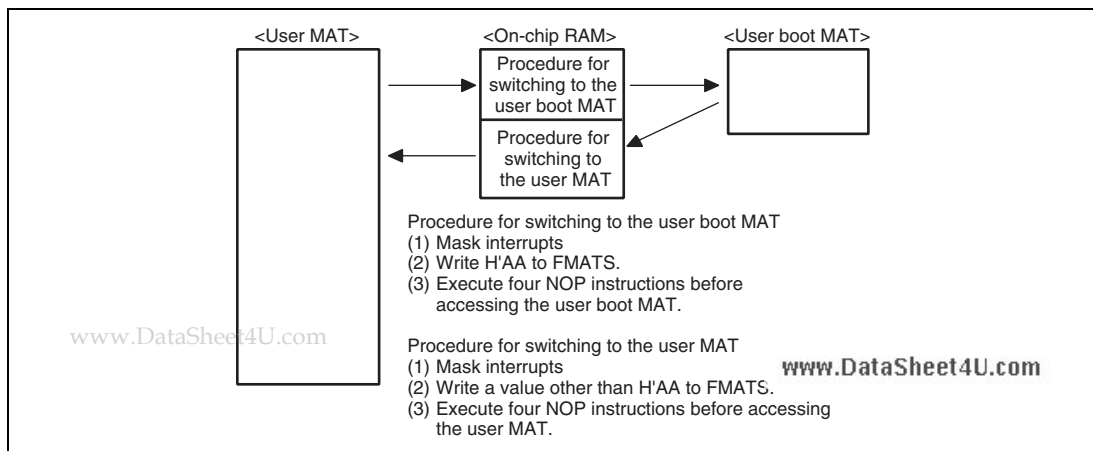 <User MAT>
<On-chip RAM>
<User boot MAT>
Procedure for
switching to the
user boot MAT
Procedure for
switching to
the user MAT
Procedure for switching to the user boot MAT
(1) Mask interrupts
(2) Write H'AA to FMATS.
(3) Execute four NOP instructions before
accessing the user boot MAT.
www.DataSheet4U.com
Procedure for switching to the user MAT
(1) Mask interrupts
www.DataSheet4U.com
(2) Write a value other than H'AA to FMATS.
(3) Execute four NOP instructions before accessing
the user MAT.